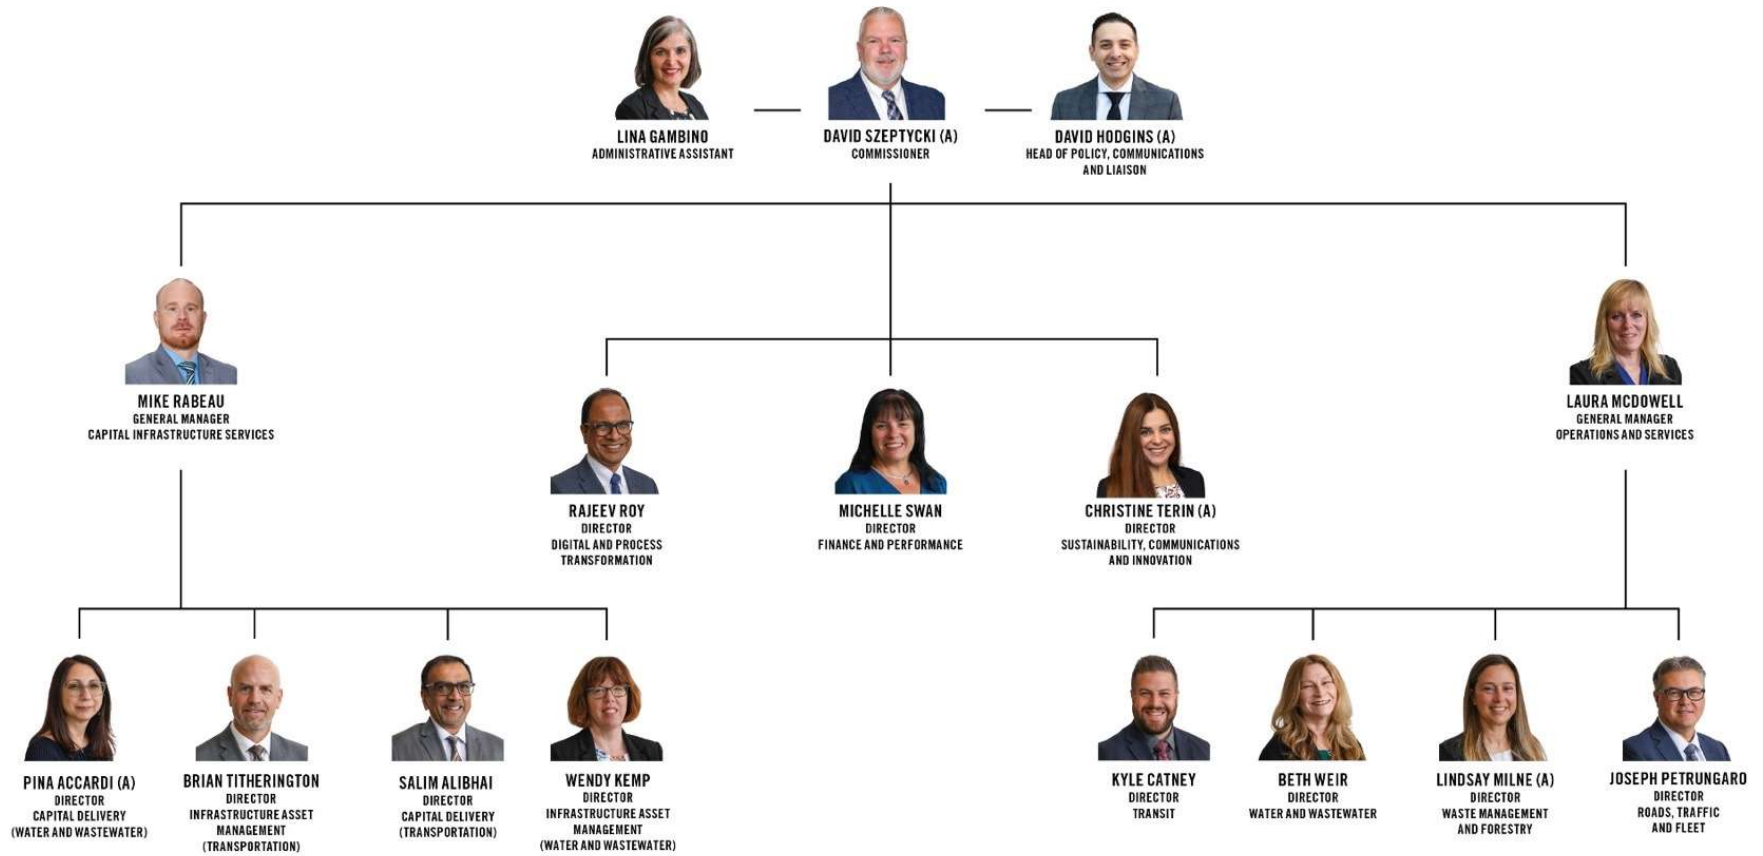 LINA GAMBINO
ADMINISTRATIVE ASSISTANT
DAVID SZEPTYCKI (A)
COMMISSIONER
DAVID HODGINS (A)
HEAD OF POLICY, COMMUNICATIONS
AND LIAISON
MIKE RABEAU
GENERAL MANAGER
CAPITAL INFRASTRUCTURE SERVICES
RAJEEV ROY
DIRECTOR
DIGITAL AND PROCESS
TRANSFORMATION
MICHELLE SWAN
DIRECTOR
FINANCE AND PERFORMANCE
CHRISTINE TERIN (A)
DIRECTOR
SUSTAINABILITY, COMMUNICATIONS
AND INNOVATION
LAURA MCDOWELL
GENERAL MANAGER
OPERATIONS AND SERVICES
PINA ACCARDI (A)
DIRECTOR
CAPITAL DELIVERY
(WATER AND WASTEWATER)
BRIAN TITHERINGTON
DIRECTOR
INFRASTRUCTURE ASSET
MANAGEMENT
(TRANSPORTATION)
SALIM ALIBHAI
DIRECTOR
CAPITAL DELIVERY
(TRANSPORTATION)
WENDY KEMP
DIRECTOR
INFRASTRUCTURE ASSET
MANAGEMENT
(WATER AND WASTEWATER)
KYLE CATNEY
DIRECTOR
TRANSIT
BETH WEIR
DIRECTOR
WATER AND WASTEWATER
LINDSAY MILNE (A)
DIRECTOR
WASTE MANAGEMENT
AND FORESTRY
JOSEPH PETRUNGARO
DIRECTOR
ROADS, TRAFFIC
AND FLEET